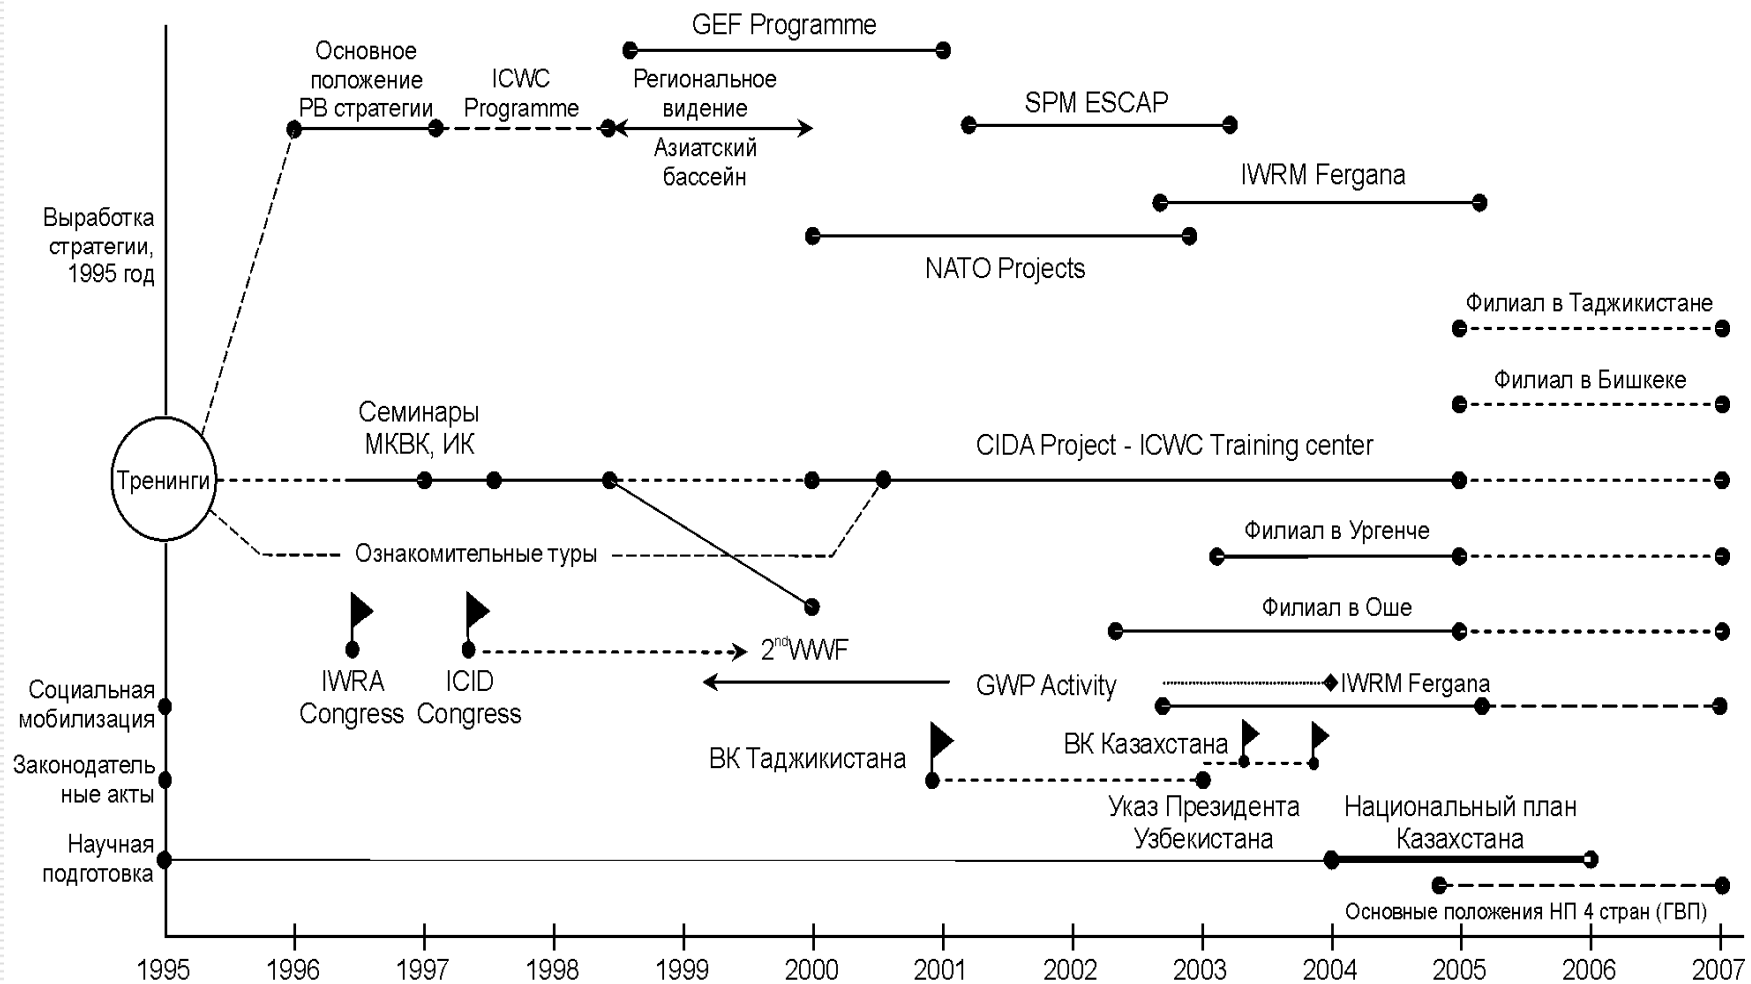 GEF Programme
Основное
положение
РВ стратегии
ICWC
Programme
Региональное
видение
Азиатский
бассейн
SPM ESCAP
IWRM Fergana
Выработка
стратегии,
1995 год
NATO Projects
Филиал в Таджикистане
Филиал в Бишкеке
Семинары
МКВК, ИК
CIDA Project - ICWC Training center
Тренинги
Филиал в Ургенче
Ознакомительные туры
Филиал в Оше
2nd WWF
IWRA
Congress
ICID
Congress
GWP Activity
IWRM Fergana
Социальная
мобилизация
ВК Таджикистана
ВК Казахстана
Законодатель
ные акты
Указ Президента
Узбекистана
Национальный план
Казахстана
Научная
подготовка
Основные положения НП 4 стран (ГВП)
1995 1996 1997 1998 1999 2000 2001 2002 2003 2004 2005 2006 2007